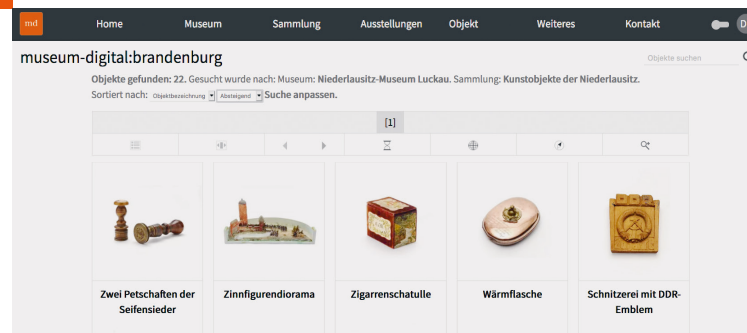 md Home Museum Sammlung Ausstellungen Objekt Weiteres Kontakt D
museum-digital:brandenburg
Objekte suchen
Objekte gefunden: 22. Gesucht wurde nach: Museum: Niederlausitz-Museum Luckau. Sammlung: Kunstobjekte der Niederlausitz.
Sortiert nach: Objektbezeichnung Absteigend Suche anpassen.
[1]
Zwei Petschaften der Seifensieder
Zinnfigurendiorama
Zigarrenschatulle
Wärmflasche
Schnitzerei mit DDR-Emblem